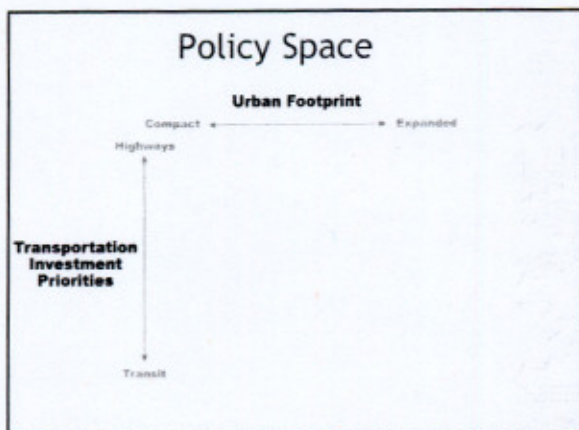 Policy Space
Urban Footprint
Compact
Expanded
Highways
Transportation
Investment
Priorities
Transit